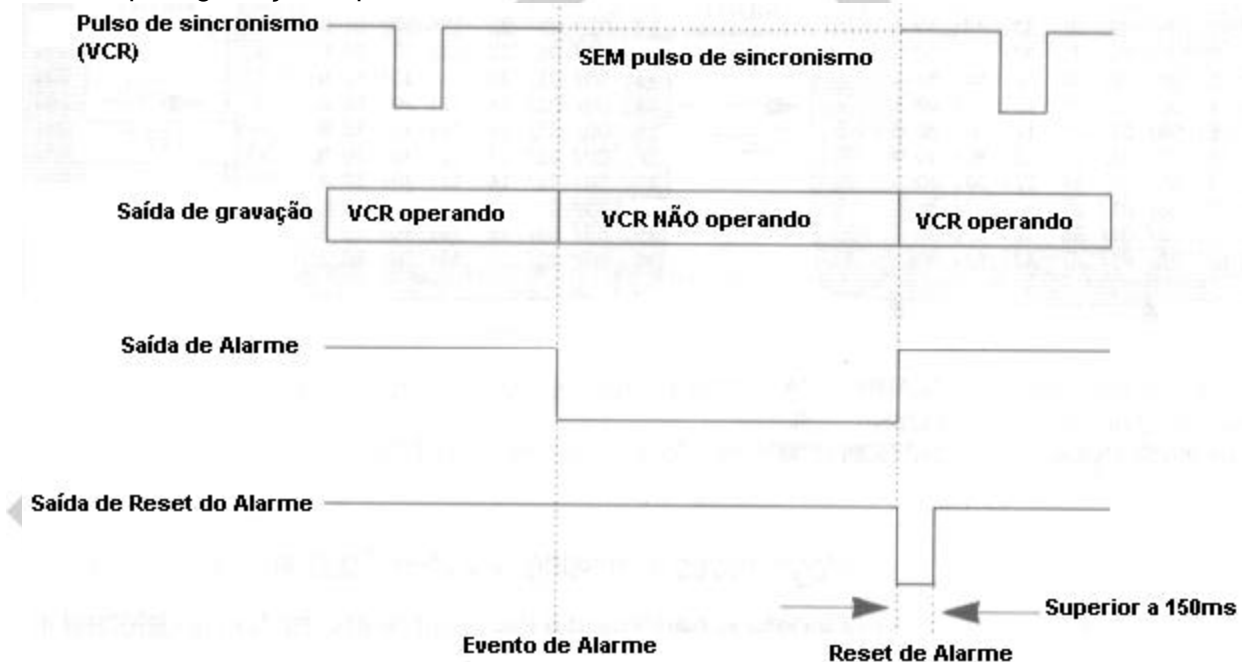 Pulso de sincronismo
(VCR)
SEM pulso de sincronismo
Saída de gravação
VCR operando
VCR NÃO operando
VCR operando
Saída de Alarme
Saída de Reset do Alarme
Superior a 150ms
Evento de Alarme
Reset de Alarme